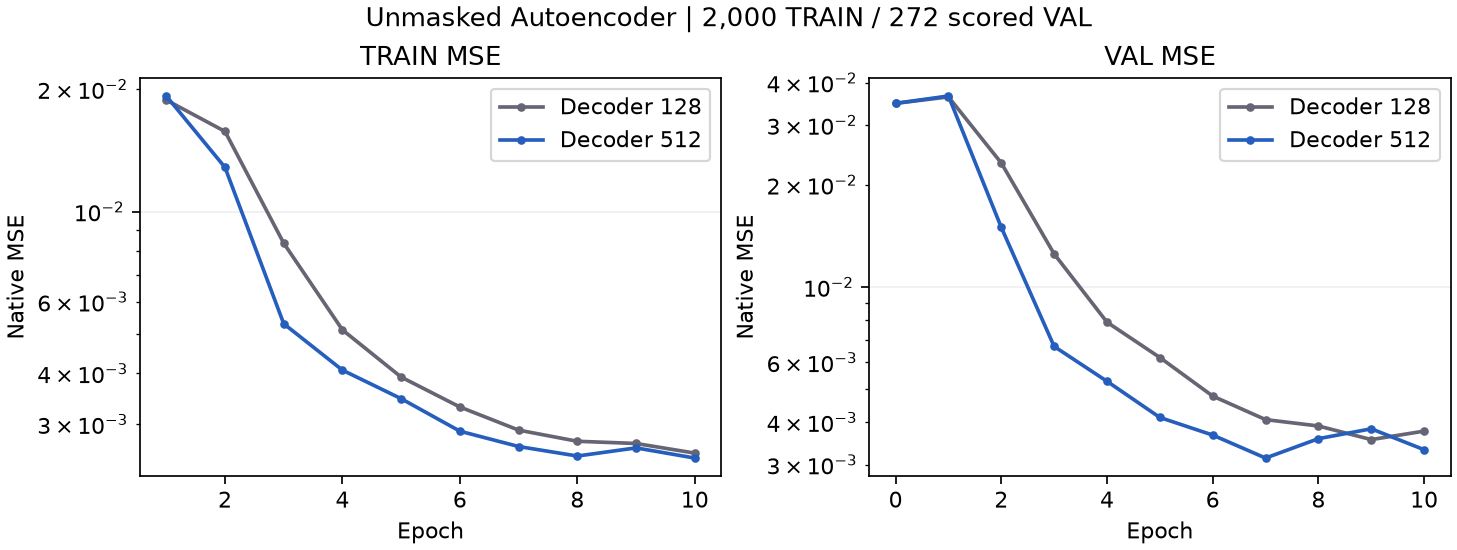 Unmasked Autoencoder | 2,000 TRAIN / 272 scored VAL
TRAIN MSE
Native MSE
2 × 10⁻²
10⁻²
6 × 10⁻³
4 × 10⁻³
3 × 10⁻³
Decoder 128
Decoder 512
2 4 6 8 10
Epoch
VAL MSE
Native MSE
4 × 10⁻²
3 × 10⁻²
2 × 10⁻²
10⁻²
6 × 10⁻³
4 × 10⁻³
3 × 10⁻³
Decoder 128
Decoder 512
0 2 4 6 8 10
Epoch